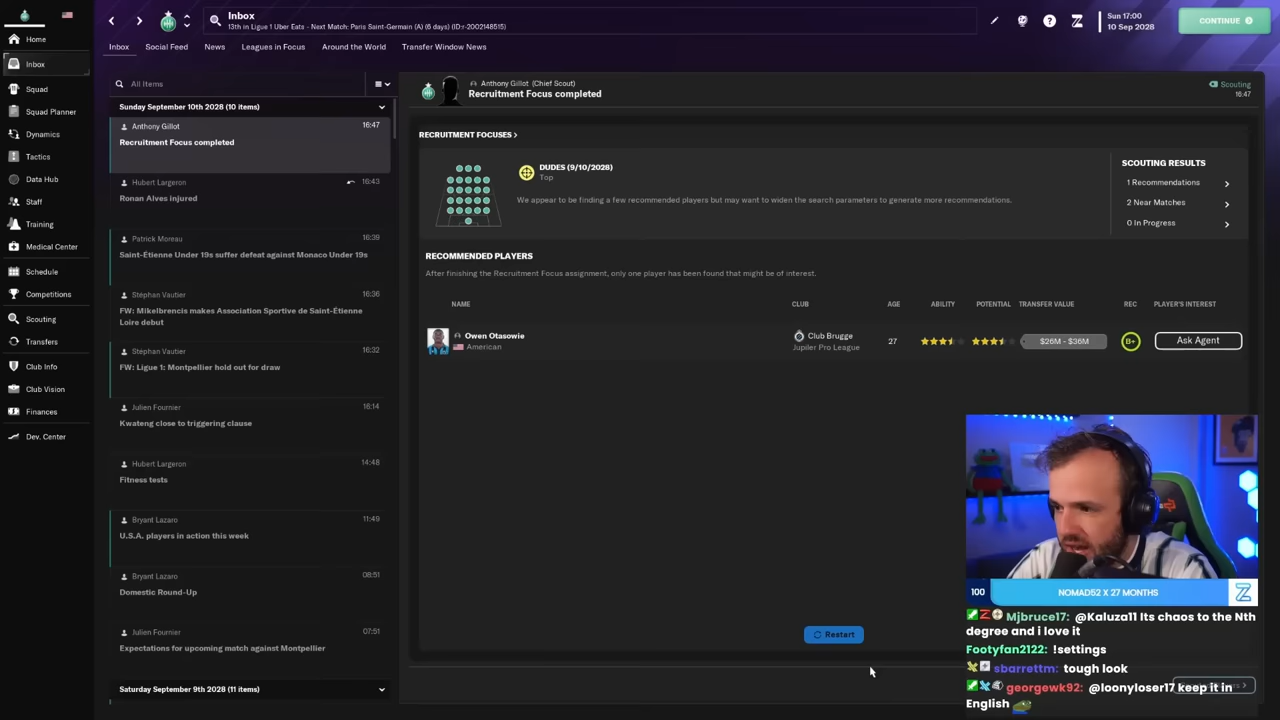 Inbox
13th in Ligue 1 Uber Eats - Next Match: Paris Saint-Germain (A) (6 days) (ID:r-2002148515)
Sun 17:00
10 Sep 2028
CONTINUE
Inbox
Social Feed
News
Leagues in Focus
Around the World
Transfer Window News
Home
Inbox
Squad
Squad Planner
Dynamics
Tactics
Data Hub
Staff
Training
Medical Center
Schedule
Competitions
Scouting
Transfers
Club Info
Club Vision
Finances
Dev. Center
All Items
Sunday September 10th 2028 (10 items)
Anthony Gillot 16:47
Recruitment Focus completed
Hubert Largeron 16:43
Ronan Alves injured
Patrick Moreau 16:39
Saint-Étienne Under 19s suffer defeat against Monaco Under 19s
Stéphan Vautier 16:36
FW: Mikelbrencis makes Association Sportive de Saint-Étienne
Loire debut
Stéphan Vautier 16:32
FW: Ligue 1: Montpellier hold out for draw
Julien Fournier 16:14
Kwateng close to triggering clause
Hubert Largeron 14:48
Fitness tests
Bryant Lazaro 11:49
U.S.A. players in action this week
Bryant Lazaro 08:51
Domestic Round-Up
Julien Fournier 07:51
Expectations for upcoming match against Montpellier
Saturday September 9th 2028 (11 items)
Anthony Gillot (Chief Scout)
Recruitment Focus completed
Scouting
16:47
RECRUITMENT FOCUSES >
DUDES (9/10/2028)
Top
We appear to be finding a few recommended players but may want to widen the search parameters to generate more recommendations.
SCOUTING RESULTS
1 Recommendations
2 Near Matches
0 In Progress
RECOMMENDED PLAYERS
After finishing the Recruitment Focus assignment, only one player has been found that might be of interest.
NAME CLUB AGE ABILITY POTENTIAL TRANSFER VALUE REC PLAYER'S INTEREST
Owen Otasowie
American
Club Brugge
Jupiler Pro League
27
$26M - $36M
B+
Ask Agent
Restart
100 NOMAD52 X 27 MONTHS
Mjbruce17: @Kaluza11 Its chaos to the Nth
degree and i love it
Footyfan2122: !settings
sbarrettm: tough look
georgewk92: @loonyloser17 keep it in
English